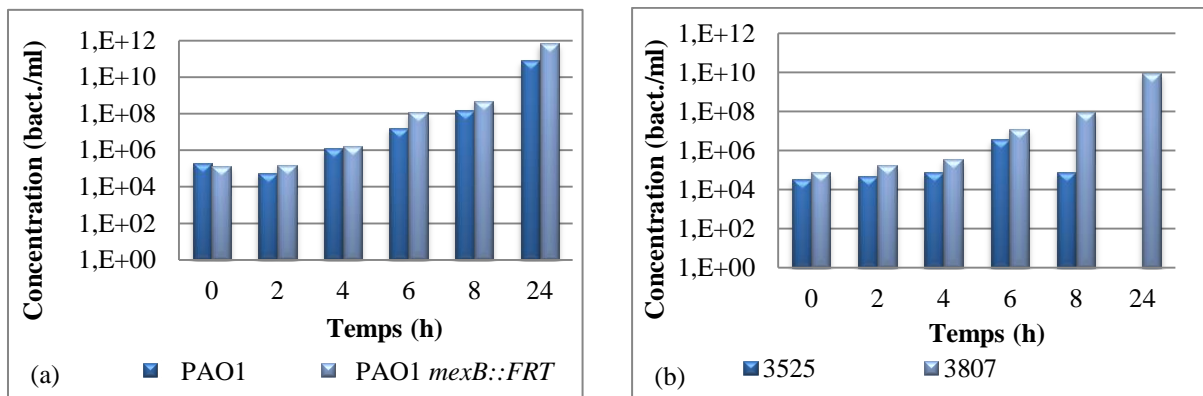 Concentration (bact./ml)
1,E+12
1,E+10
1,E+08
1,E+06
1,E+04
1,E+02
1,E+00
0 2 4 6 8 24
Temps (h)
(a) PAO1 PAO1 mexB::FRT
Concentration (bact./ml)
1,E+12
1,E+10
1,E+08
1,E+06
1,E+04
1,E+02
1,E+00
0 2 4 6 8 24
Temps (h)
(b) 3525 3807